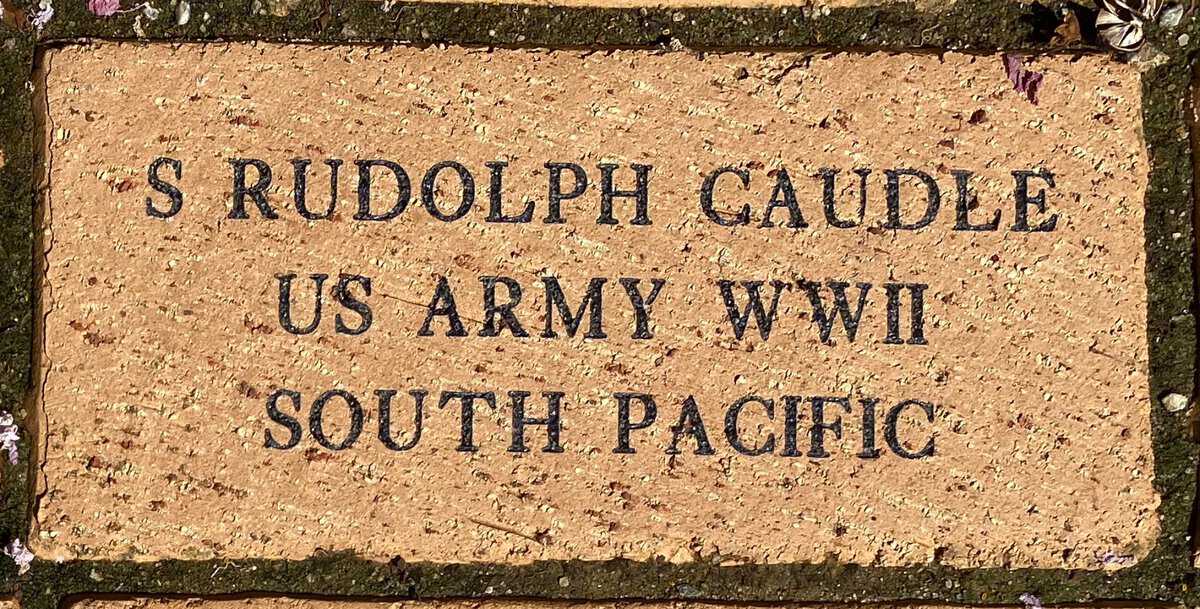 S RUDOLPH CAUDLE
US ARMY WWII
SOUTH PACIFIC